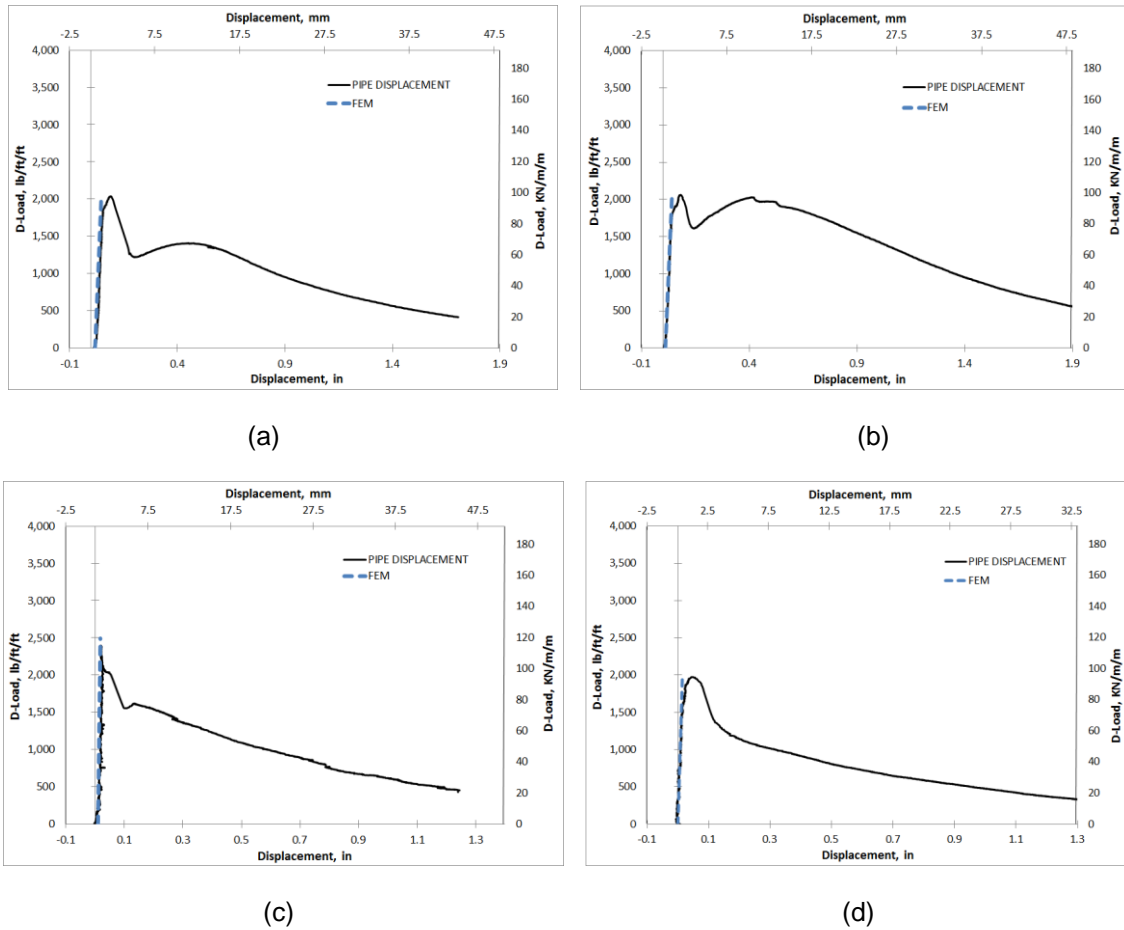 Displacement, mm
-2.5 7.5 17.5 27.5 37.5 47.5
4,000
3,500
3,000
2,500
2,000
1,500
1,000
500
0
D-Load, lb/ft/ft
PIPE DISPLACEMENT
FEM
180
160
140
120
100
80
60
40
20
0
D-Load, KN/m/m
-0.1 0.4 0.9 1.4 1.9
Displacement, in
(a)
Displacement, mm
-2.5 7.5 17.5 27.5 37.5 47.5
4,000
3,500
3,000
2,500
2,000
1,500
1,000
500
0
D-Load, lb/ft/ft
PIPE DISPLACEMENT
FEM
180
160
140
120
100
80
60
40
20
0
D-Load, KN/m/m
-0.1 0.4 0.9 1.4 1.9
Displacement, in
(b)
Displacement, mm
-2.5 7.5 17.5 27.5 37.5 47.5
4,000
3,500
3,000
2,500
2,000
1,500
1,000
500
0
D-Load, lb/ft/ft
PIPE DISPLACEMENT
FEM
180
160
140
120
100
80
60
40
20
0
D-Load, KN/m/m
-0.1 0.1 0.3 0.5 0.7 0.9 1.1 1.3
Displacement, in
(c)
Displacement, mm
-2.5 2.5 7.5 12.5 17.5 22.5 27.5 32.5
4,000
3,500
3,000
2,500
2,000
1,500
1,000
500
0
D-Load, lb/ft/ft
PIPE DISPLACEMENT
FEM
180
160
140
120
100
80
60
40
20
0
D-Load, KN/m/m
-0.1 0.1 0.3 0.5 0.7 0.9 1.1 1.3
Displacement, in
(d)